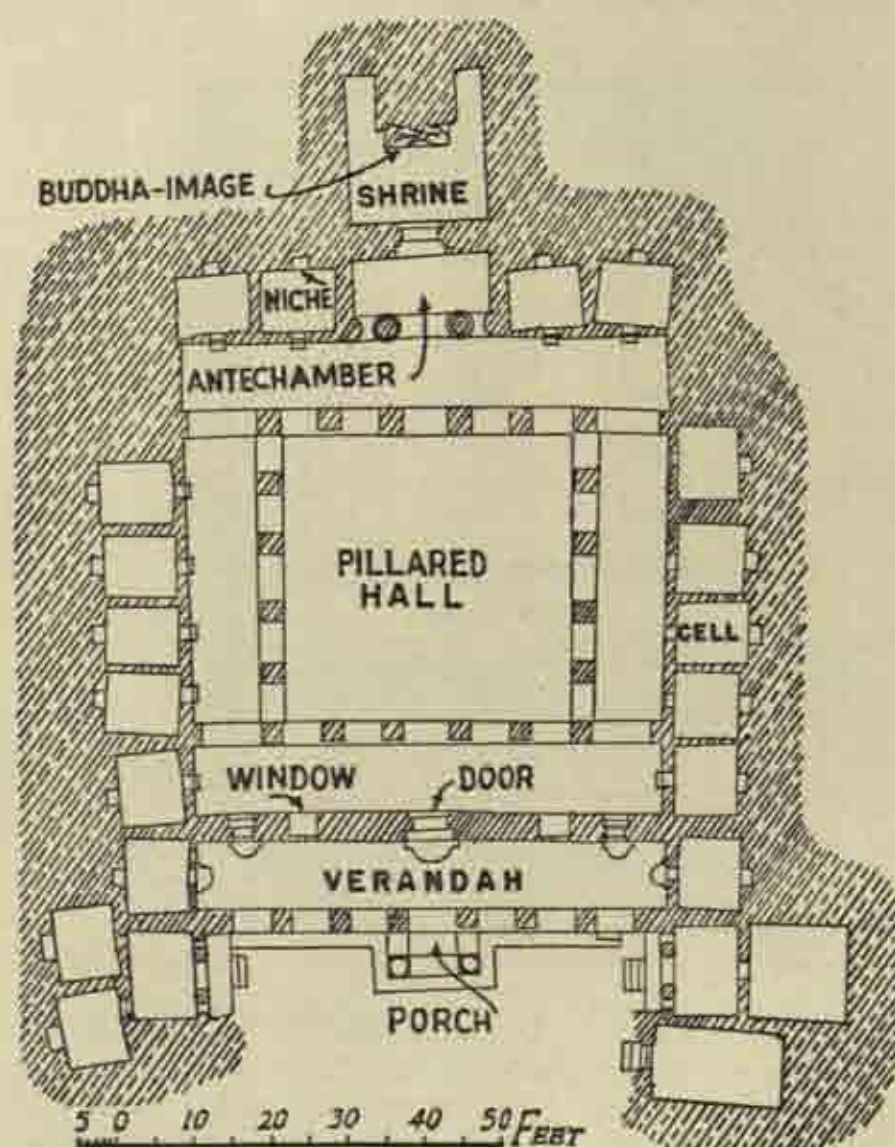 BUDDHA-IMAGE
SHRINE
NICHE
ANTECHAMBER
PILLARED
HALL
CELL
WINDOW
DOOR
VERANDAH
PORCH
5 0 10 20 30 40 50 FEET